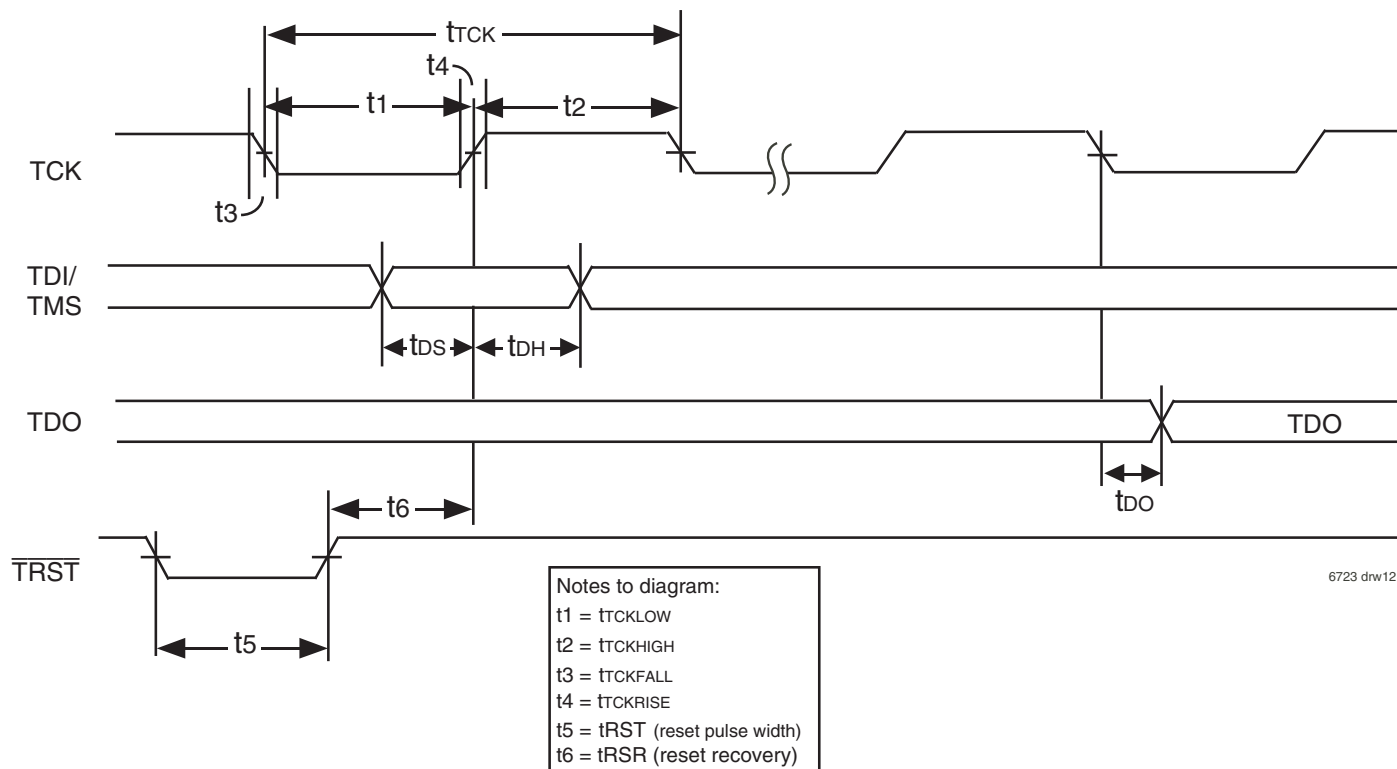 tTCK
t4
t1
t2
TCK
t3
TDI/
TMS
tDS
tDH
TDO
TDO
tDO
t6
TRST
6723 drw12
t5
Notes to diagram:
t1 = tTCKLOW
t2 = tTCKHIGH
t3 = tTCKFALL
t4 = tTCKRISE
t5 = tRST (reset pulse width)
t6 = tRSR (reset recovery)